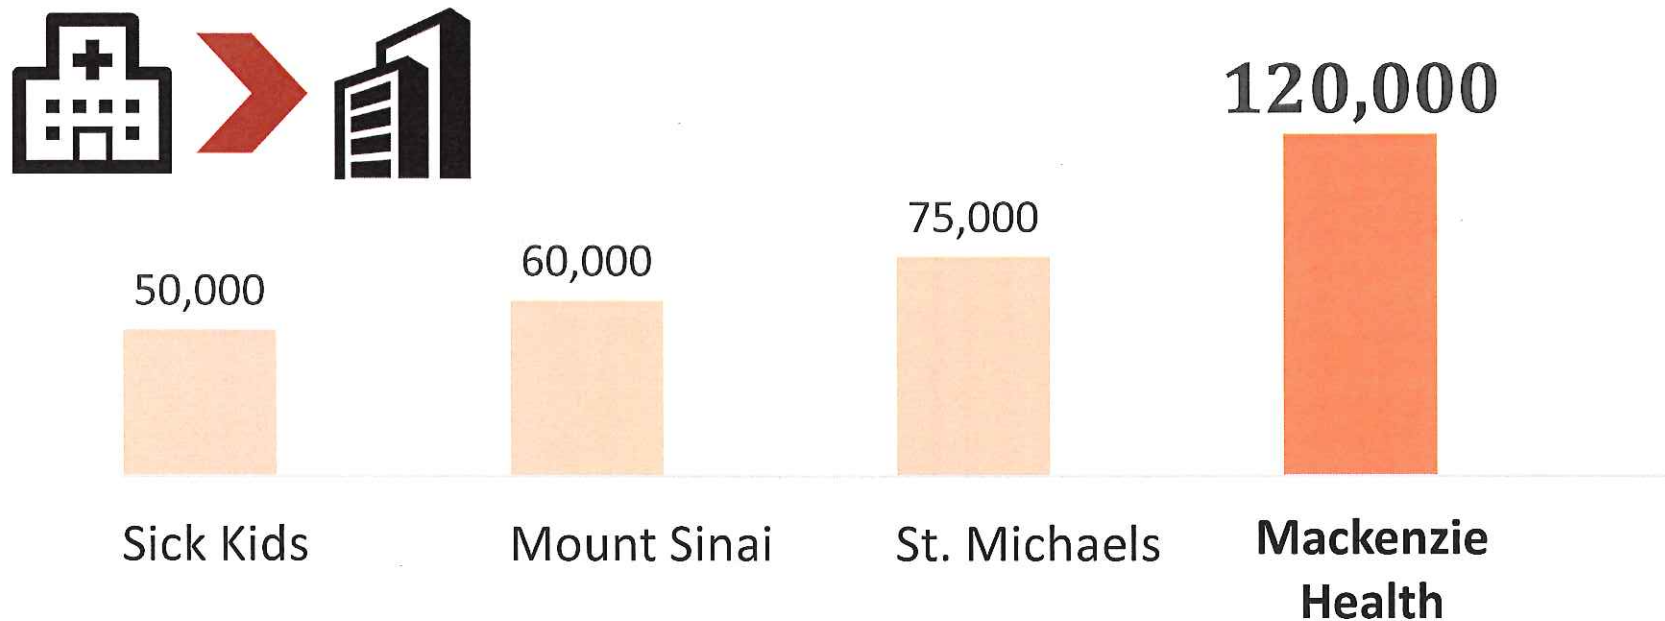 120,000
75,000
60,000
50,000
Sick Kids
Mount Sinai
St. Michaels
Mackenzie
Health